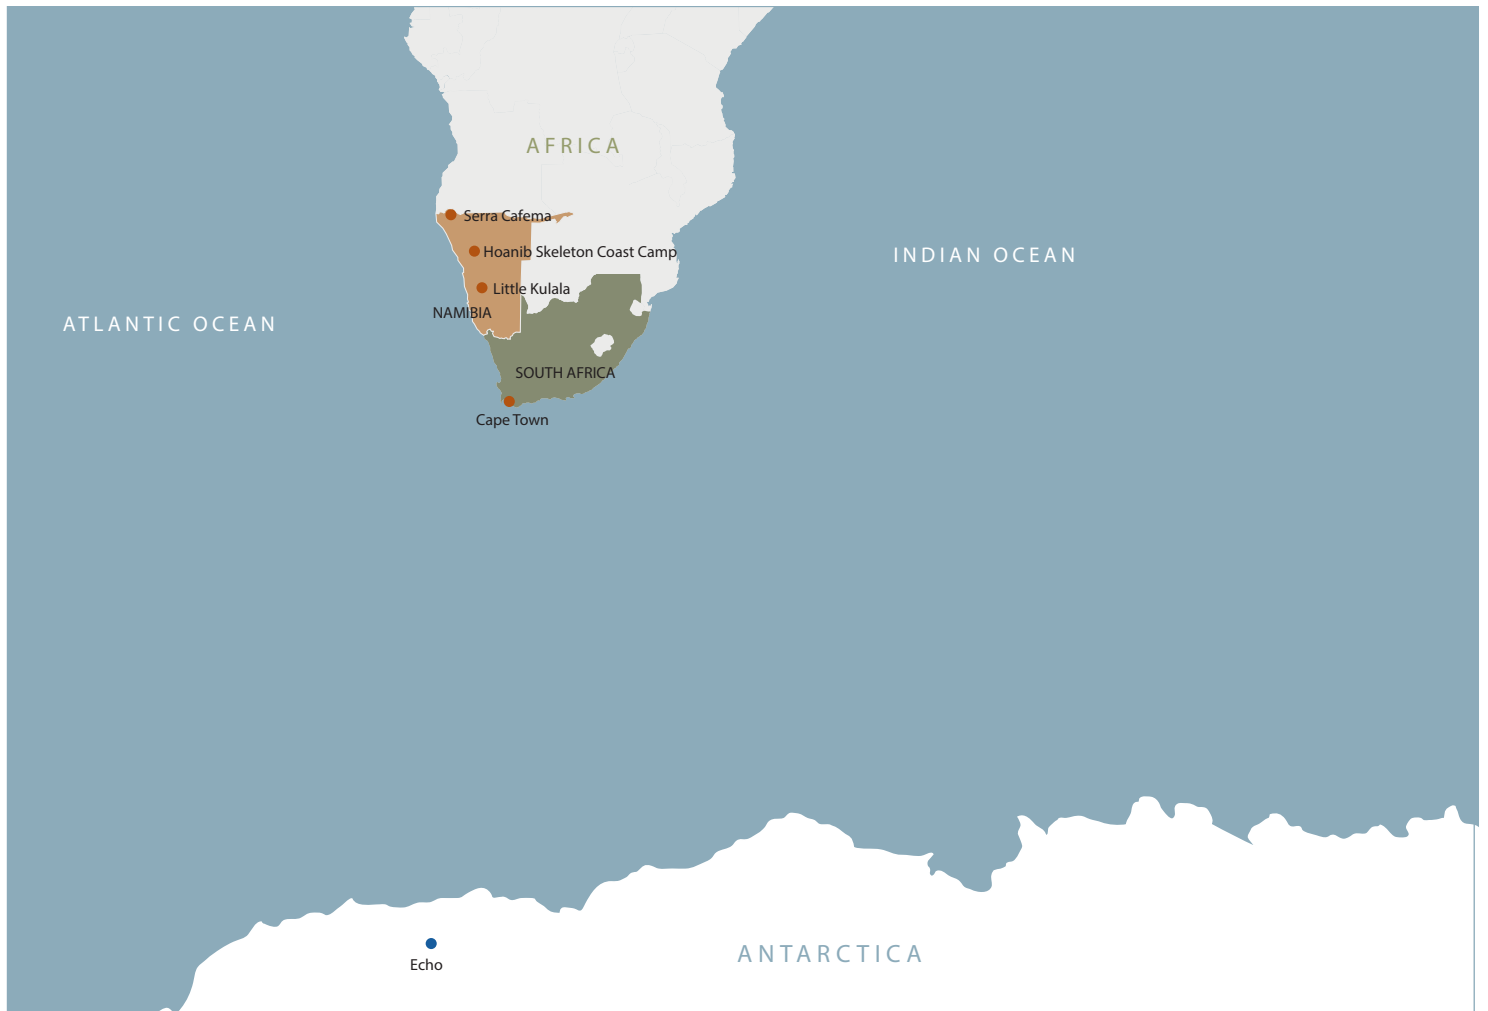 AFRICA
Serra Cafema
Hoanib Skeleton Coast Camp
INDIAN OCEAN
Little Kulala
NAMIBIA
ATLANTIC OCEAN
SOUTH AFRICA
Cape Town
ANTARCTICA
Echo